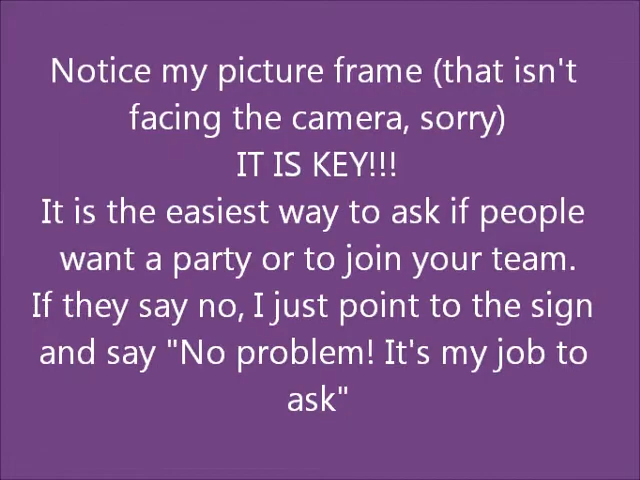 Notice my picture frame (that isn't
facing the camera, sorry)
IT IS KEY!!!
It is the easiest way to ask if people
want a party or to join your team.
If they say no, I just point to the sign
and say "No problem! It's my job to
ask"